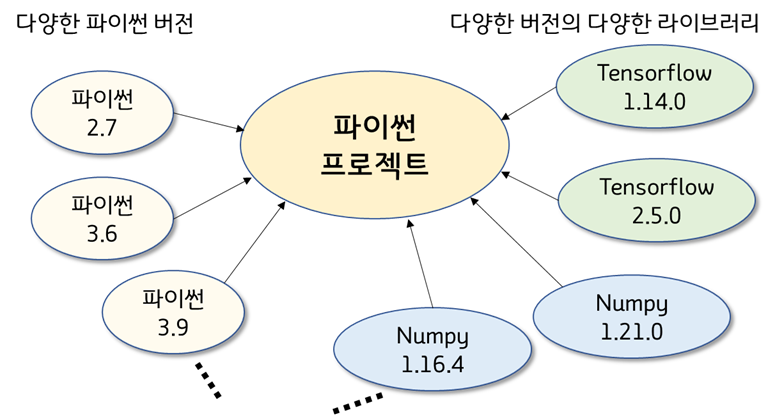 다양한 파이썬 버전
다양한 버전의 다양한 라이브러리
파이썬
2.7
파이썬
3.6
파이썬
3.9
파이썬
프로젝트
Tensorflow
1.14.0
Tensorflow
2.5.0
Numpy
1.21.0
Numpy
1.16.4